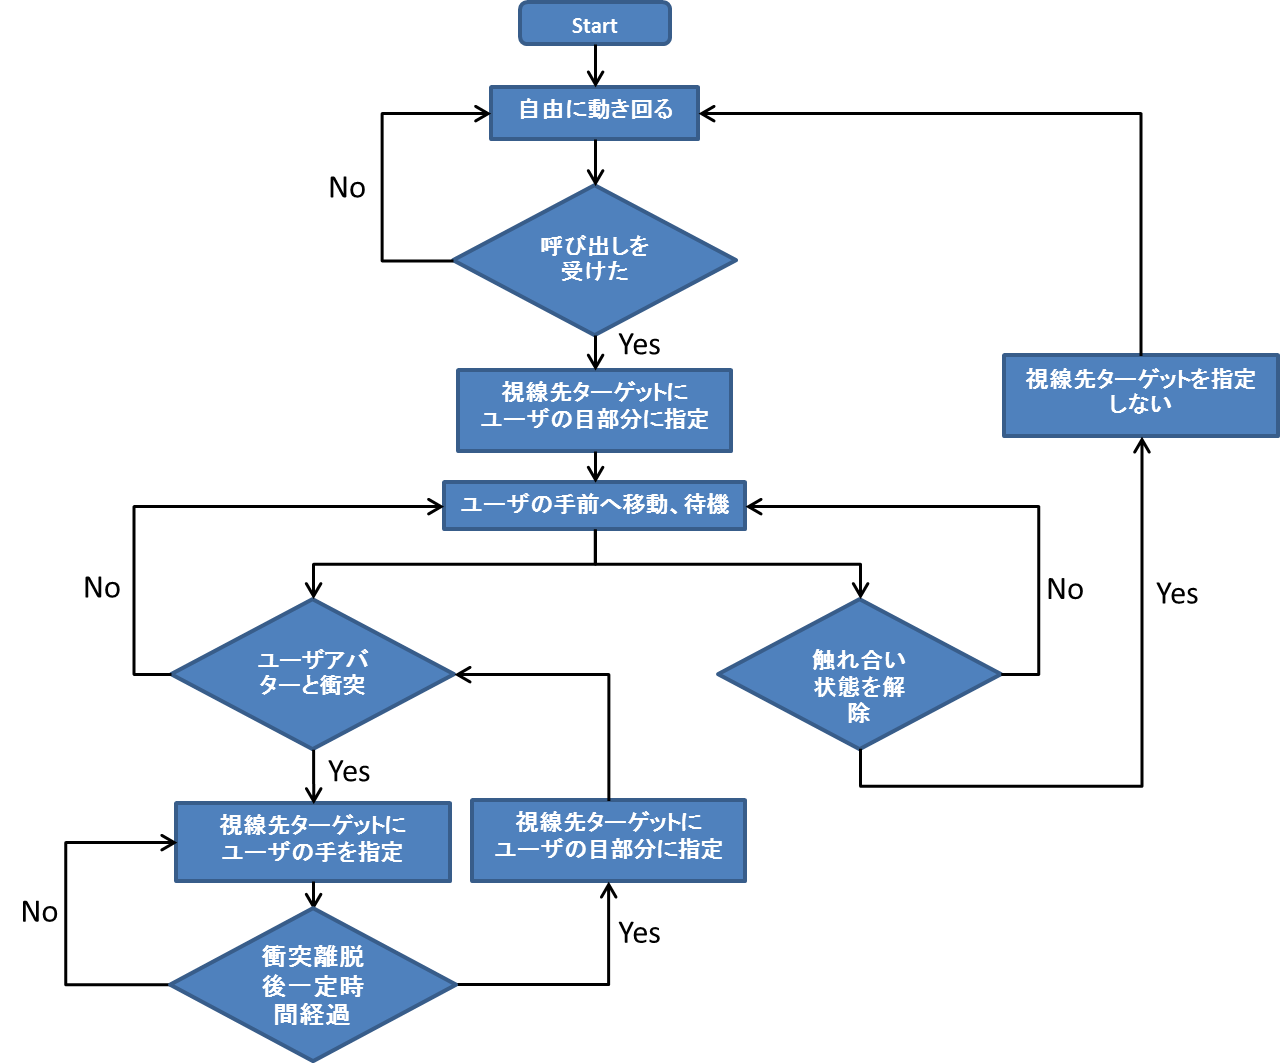 Start
自由に動き回る
No
呼び出しを
受けた
Yes
視線先ターゲットに
ユーザの目部分に指定
視線先ターゲットを指定
しない
ユーザの手前へ移動、待機
No
No
Yes
ユーザアバ
ターと衝突
触れ合い
状態を解
除
Yes
視線先ターゲットに
ユーザの手を指定
視線先ターゲットに
ユーザの目部分に指定
No
Yes
衝突離脱
後一定時
間経過